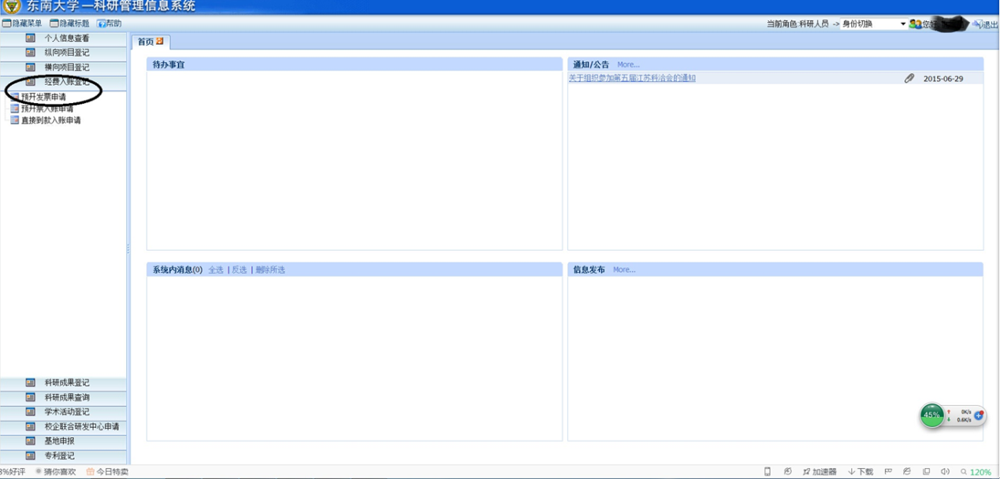 东南大学—科研管理信息系统
隐藏菜单 隐藏标题 帮助
当前角色:科研人员 -> 身份切换 您好 退出
个人信息查看
纵向项目登记
横向项目登记
经费入账登记
预开发票申请
预开票入账申请
直接到款入账申请
科研成果登记
科研成果查询
学术活动登记
校企联合研发中心申请
基地申报
专利登记
首页
待办事宜
通知/公告 More...
关于组织参加第五届江苏科洽会的通知 2015-06-29
系统内消息(0) 全选 | 反选 | 删除所选
信息发布 More...
45% 0K/s
0.6K/s
3%好评 猜你喜欢 今日特卖 加速器 下载 120%